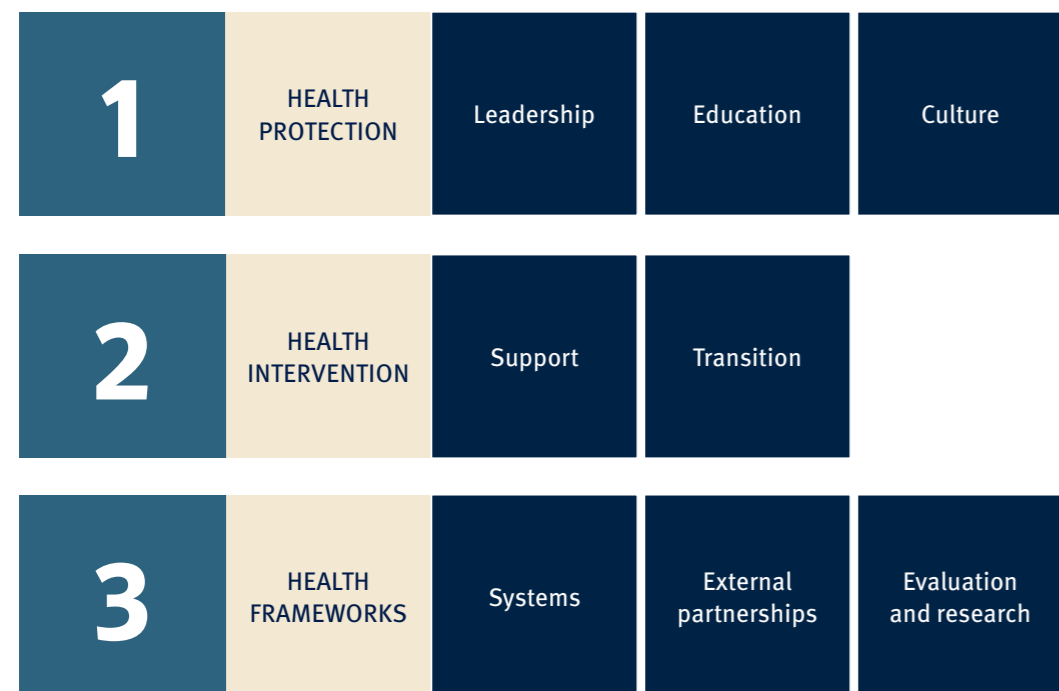 1
HEALTH
PROTECTION
Leadership
Education
Culture
2
HEALTH
INTERVENTION
Support
Transition
3
HEALTH
FRAMEWORKS
Systems
External
partnerships
Evaluation
and research